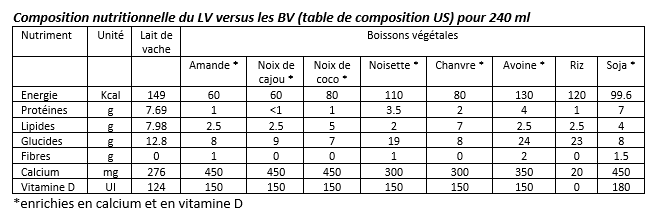 Composition nutritionnelle du LV versus les BV (table de composition US) pour 240 ml
Nutriment Unité Lait de vache Boissons végétales
Amande * Noix de cajou * Noix de coco * Noisette * Chanvre * Avoine * Riz Soja *
Energie Kcal 149 60 60 80 110 80 130 120 99.6
Protéines g 7.69 1 <1 1 3.5 2 4 1 7
Lipides g 7.98 2.5 2.5 5 2 7 2.5 2.5 4
Glucides g 12.8 8 9 7 19 8 24 23 8
Fibres g 0 1 0 0 1 0 2 0 1.5
Calcium mg 276 450 450 450 300 300 350 20 450
Vitamine D UI 124 150 150 150 150 150 150 0 180
*enrichies en calcium et en vitamine D